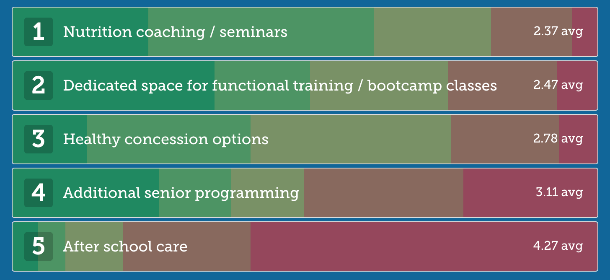 1 Nutrition coaching / seminars 2.37 avg
2 Dedicated space for functional training / bootcamp classes 2.47 avg
3 Healthy concession options 2.78 avg
4 Additional senior programming 3.11 avg
5 After school care 4.27 avg